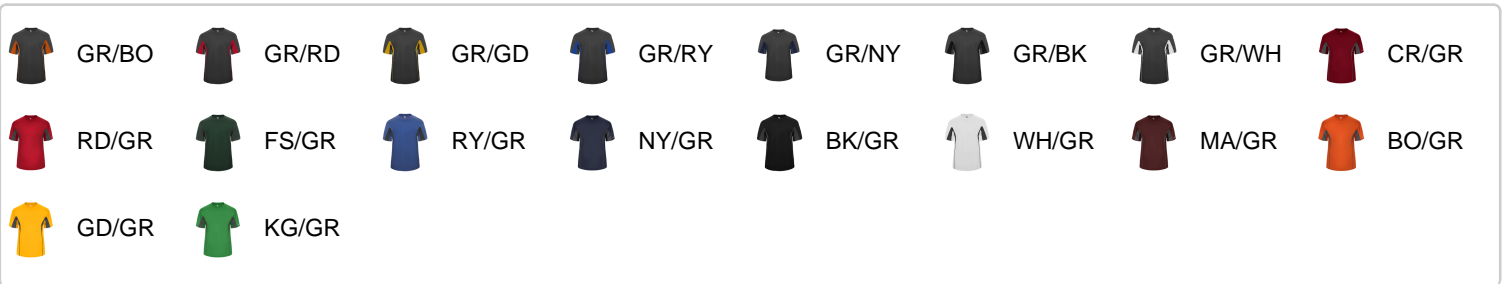 GR/BO GR/RD GR/GD GR/RY GR/NY GR/BK GR/WH CR/GR
RD/GR FS/GR RY/GR NY/GR BK/GR WH/GR MA/GR BO/GR
GD/GR KG/GR